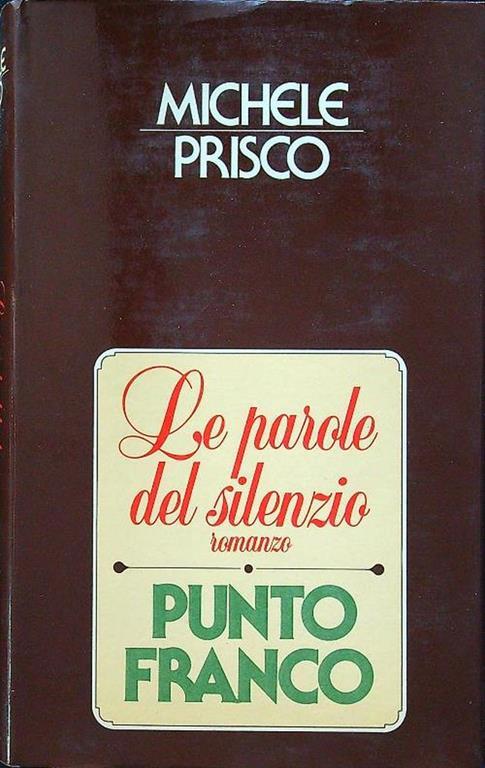 MICHELE
PRISCO
Le parole
del silenzio
romanzo
PUNTO
FRANCO